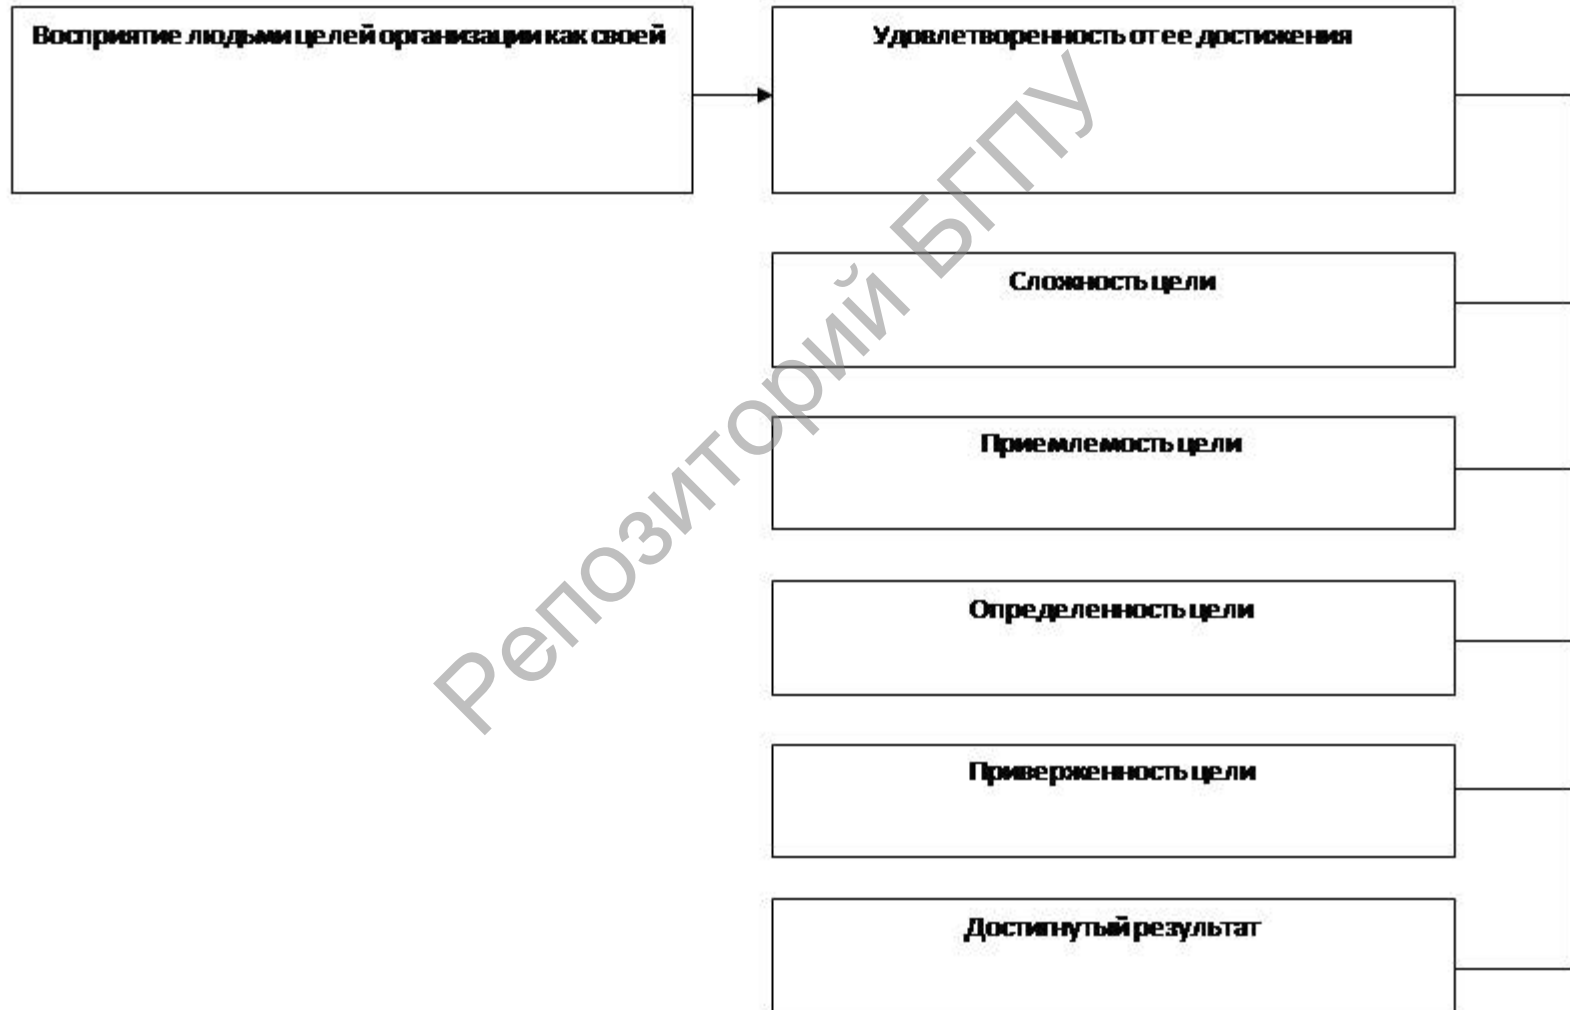 Восприятие людьми целей организации как своей
Удовлетворенность от ее достижения
Сложность цели
Приемлемость цели
Определенность цели
Приверженность цели
Достигнутый результат
Репозиторий БГПУ